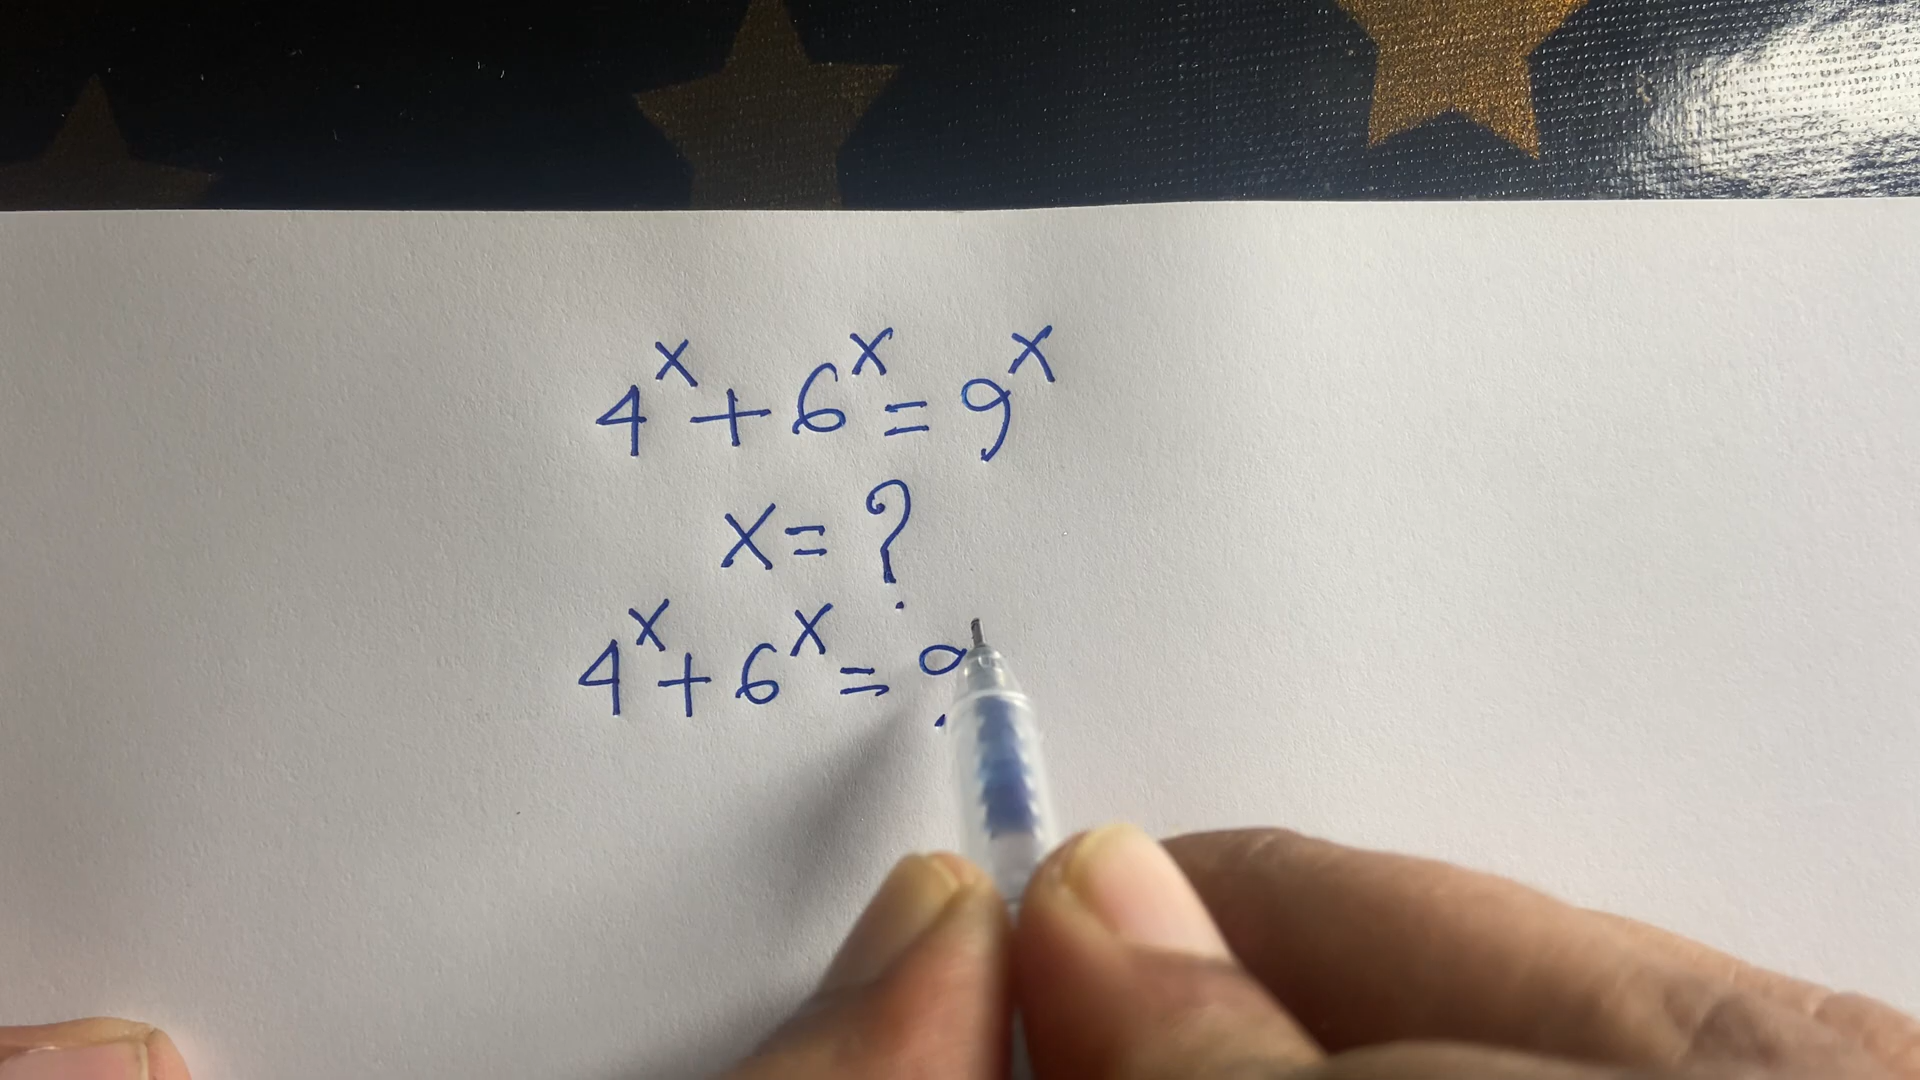 4^x + 6^x = 9^x
x = ?
4^x + 6^x = 9